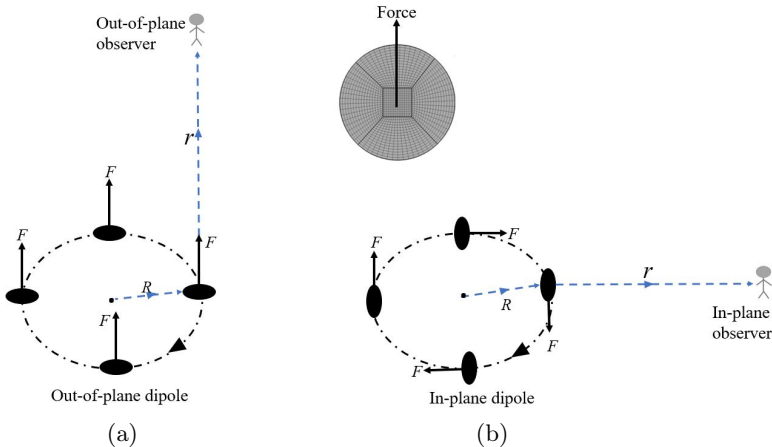 Out-of-plane
observer
r
F
F
F
R
F
Out-of-plane dipole
(a)
Force
F
F
r
R
F
F
In-plane
observer
In-plane dipole
(b)